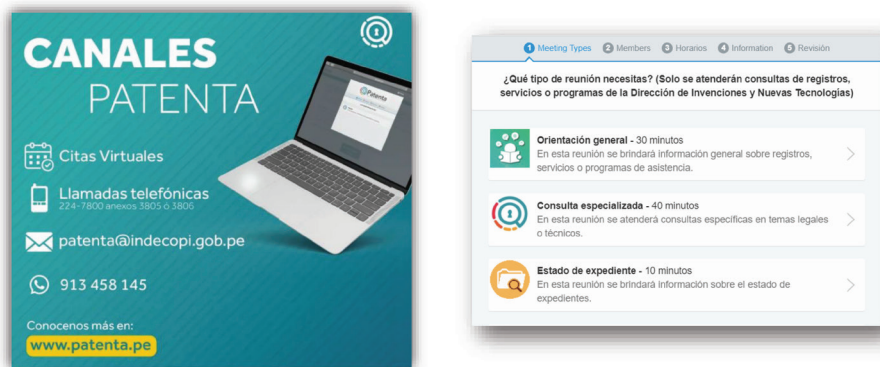 CANALES
PATENTA
Citas Virtuales
Llamadas telefónicas
224-7800 anexos 3805 ó 3806
patenta@indecopi.gob.pe
913 458 145
Conocenos más en:
www.patenta.pe
Patenta
1 Meeting Types 2 Members 3 Horarios 4 Information 5 Revisión
¿Qué tipo de reunión necesitas? (Solo se atenderán consultas de registros,
servicios o programas de la Dirección de Invenciones y Nuevas Tecnologías)
Orientación general - 30 minutos
En esta reunión se brindará información general sobre registros,
servicios o programas de asistencia.
Consulta especializada - 40 minutos
En esta reunión se atenderá consultas específicas en temas legales
o técnicos.
Estado de expediente - 10 minutos
En esta reunión se brindará información sobre el estado de
expedientes.